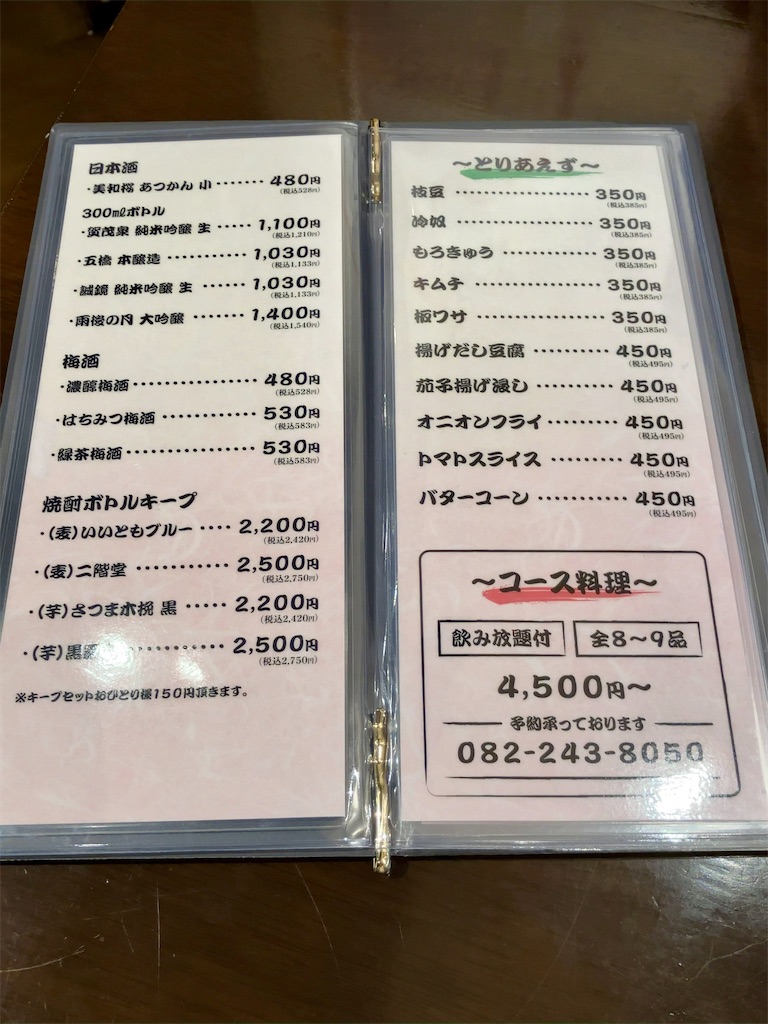 日本酒
・美和桜 あつかん 小 ······· 480円
(税込528円)
300mlボトル
・賀茂泉 純米吟醸 生 ····· 1,100円
(税込1,210円)
・五橋 本醸造 ··········· 1,030円
(税込1,133円)
・誠鏡 純米吟醸 生 ······ 1,030円
(税込1,133円)
・雨後の月 大吟醸 ········ 1,400円
(税込1,540円)
梅酒
・濃醇梅酒················ 480円
(税込528円)
・はちみつ梅酒 ············ 530円
(税込583円)
・緑茶梅酒················· 530円
(税込583円)
焼酎ボトルキープ
・(麦)いいともブルー ···· 2,200円
(税込2,420円)
・(麦)二階堂 ············ 2,500円
(税込2,750円)
・(芋)さつま木挽 黒 ····· 2,200円
(税込2,420円)
・(芋)黒 ············ 2,500円
(税込2,750円)
※キープセットおひとり様150円頂きます。
～とりあえず～
枝豆 ················ 350円
(税込385円)
冷奴 ················ 350円
(税込385円)
もろきゅう ············ 350円
(税込385円)
キムチ ··············· 350円
(税込385円)
板ワサ ··············· 350円
(税込385円)
揚げだし豆腐 ·········· 450円
(税込495円)
茄子揚げ浸し ·········· 450円
(税込495円)
オニオンフライ········· 450円
(税込495円)
トマトスライス ········· 450円
(税込495円)
バターコーン ··········· 450円
(税込495円)
～コース料理～
飲み放題付 全8～9品
4,500円～
予約承っております
082-243-8050